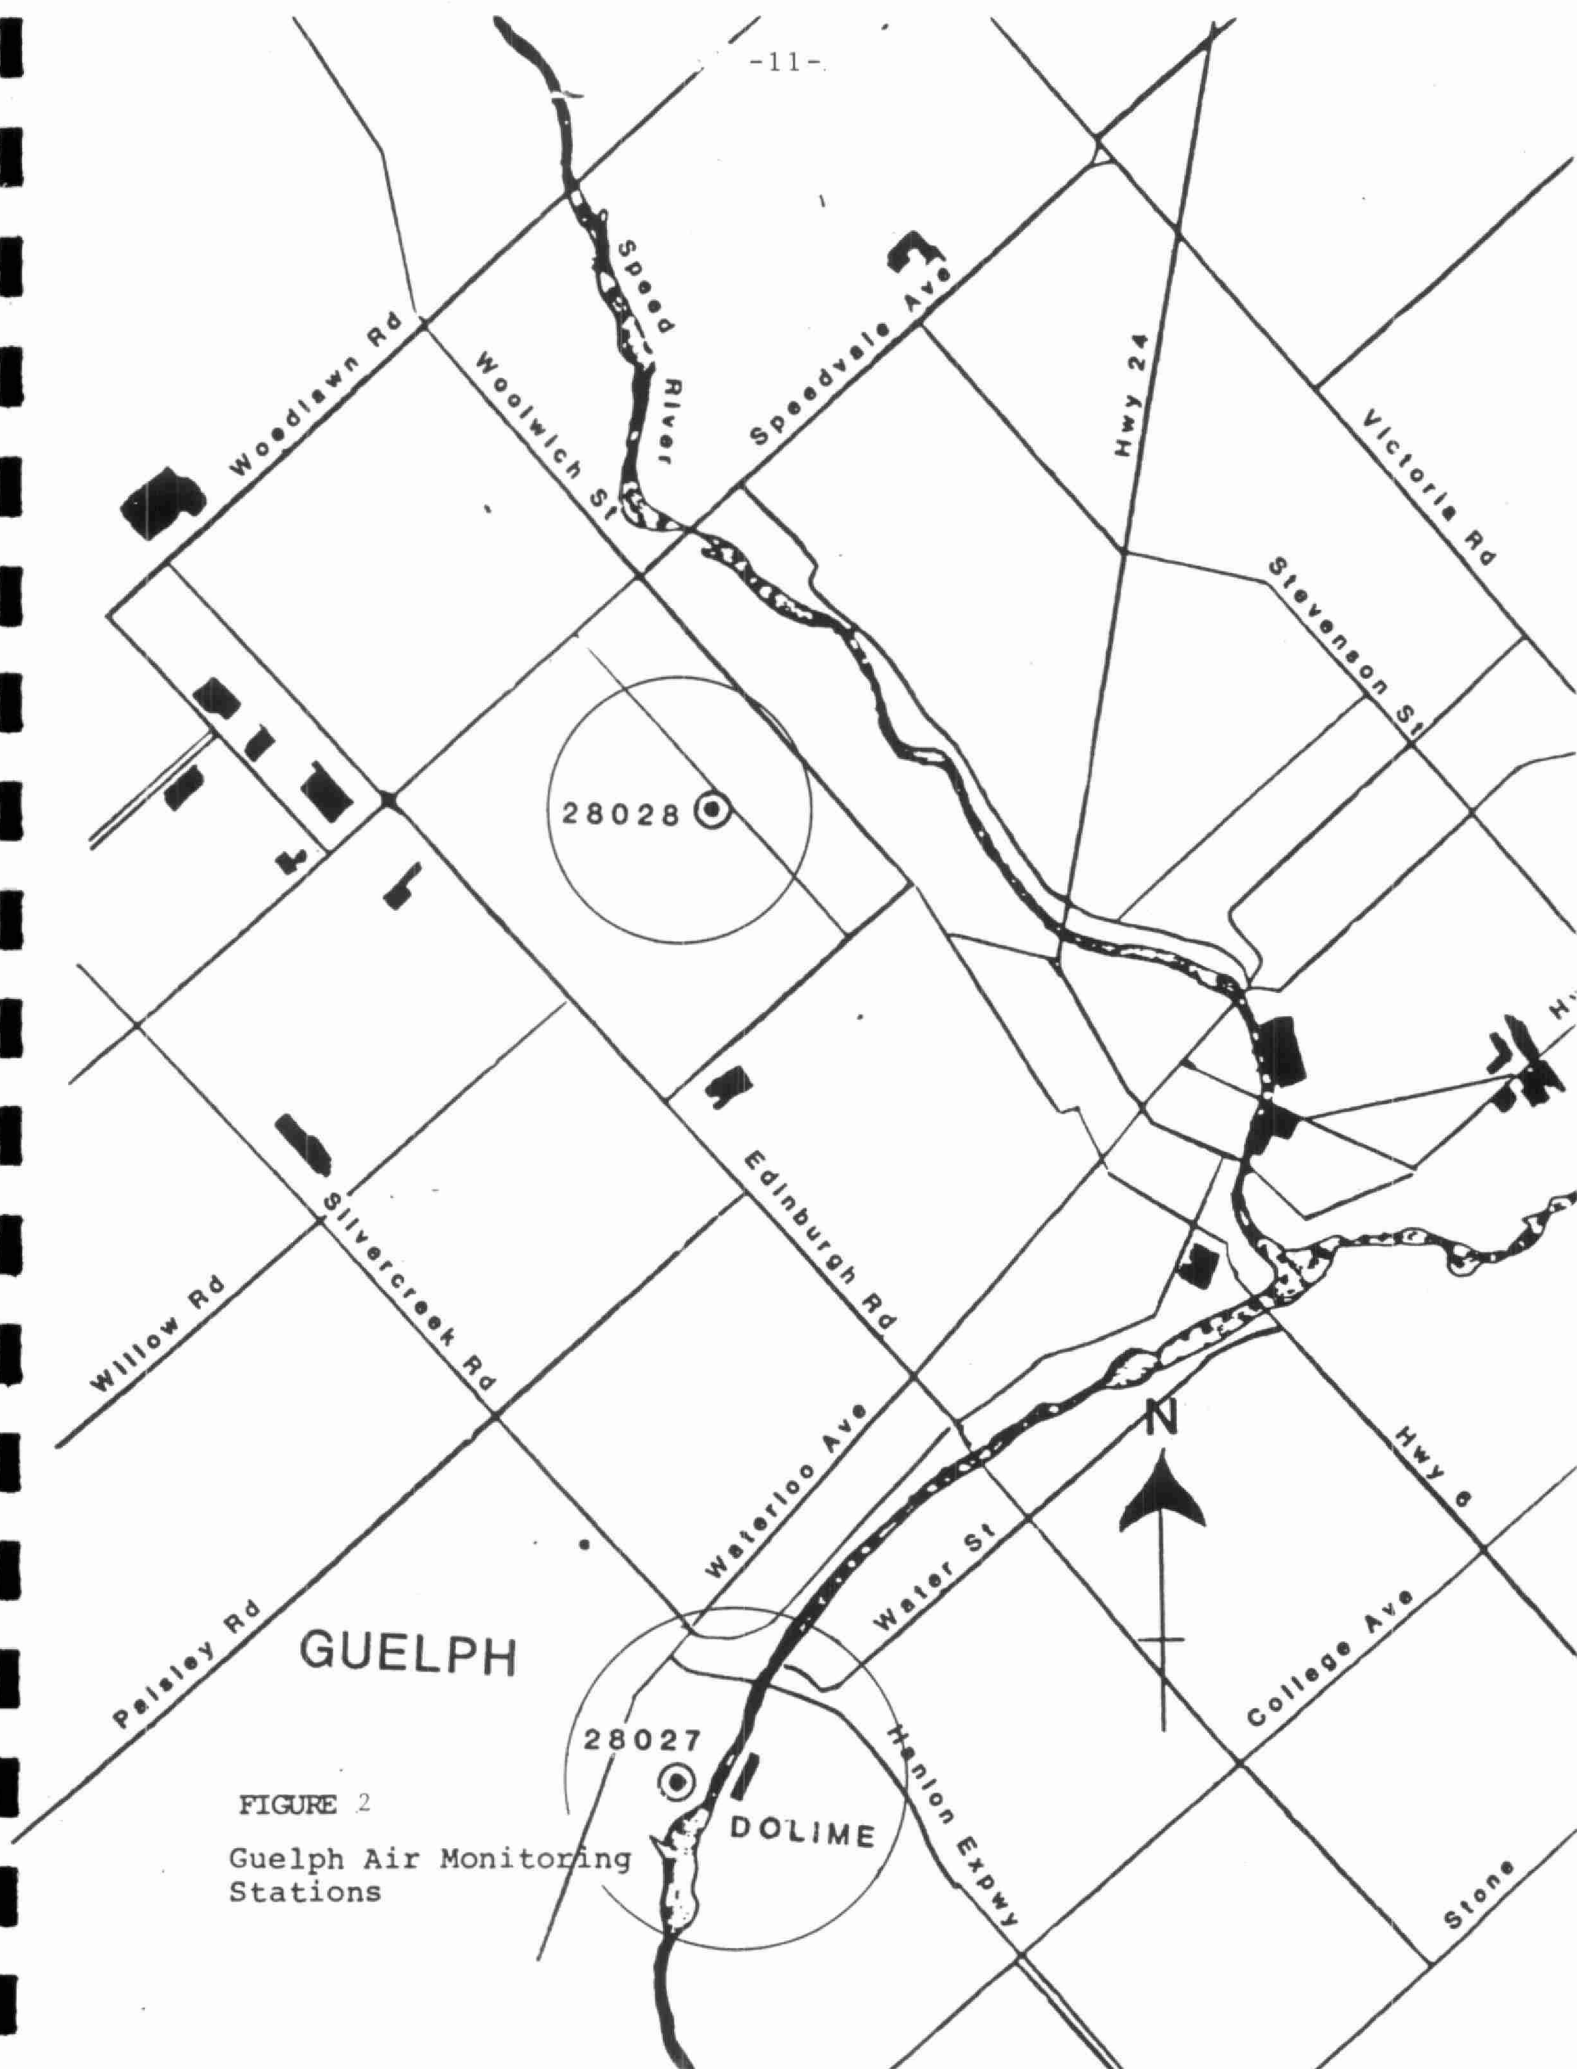 -11-
Speed River
Speedvale Ave
Woodlawn Rd
Woolwich St
Hwy 24
Victoria Rd
Stevenson St
28028
Edinburgh Rd
Silvercreek Rd
Willow Rd
Waterloo Ave
N
Hwy 6
Water St
College Ave
Paisley Rd
GUELPH
28027
Hanlon Expwy
DOLIME
FIGURE 2
Guelph Air Monitoring
Stations
Stone